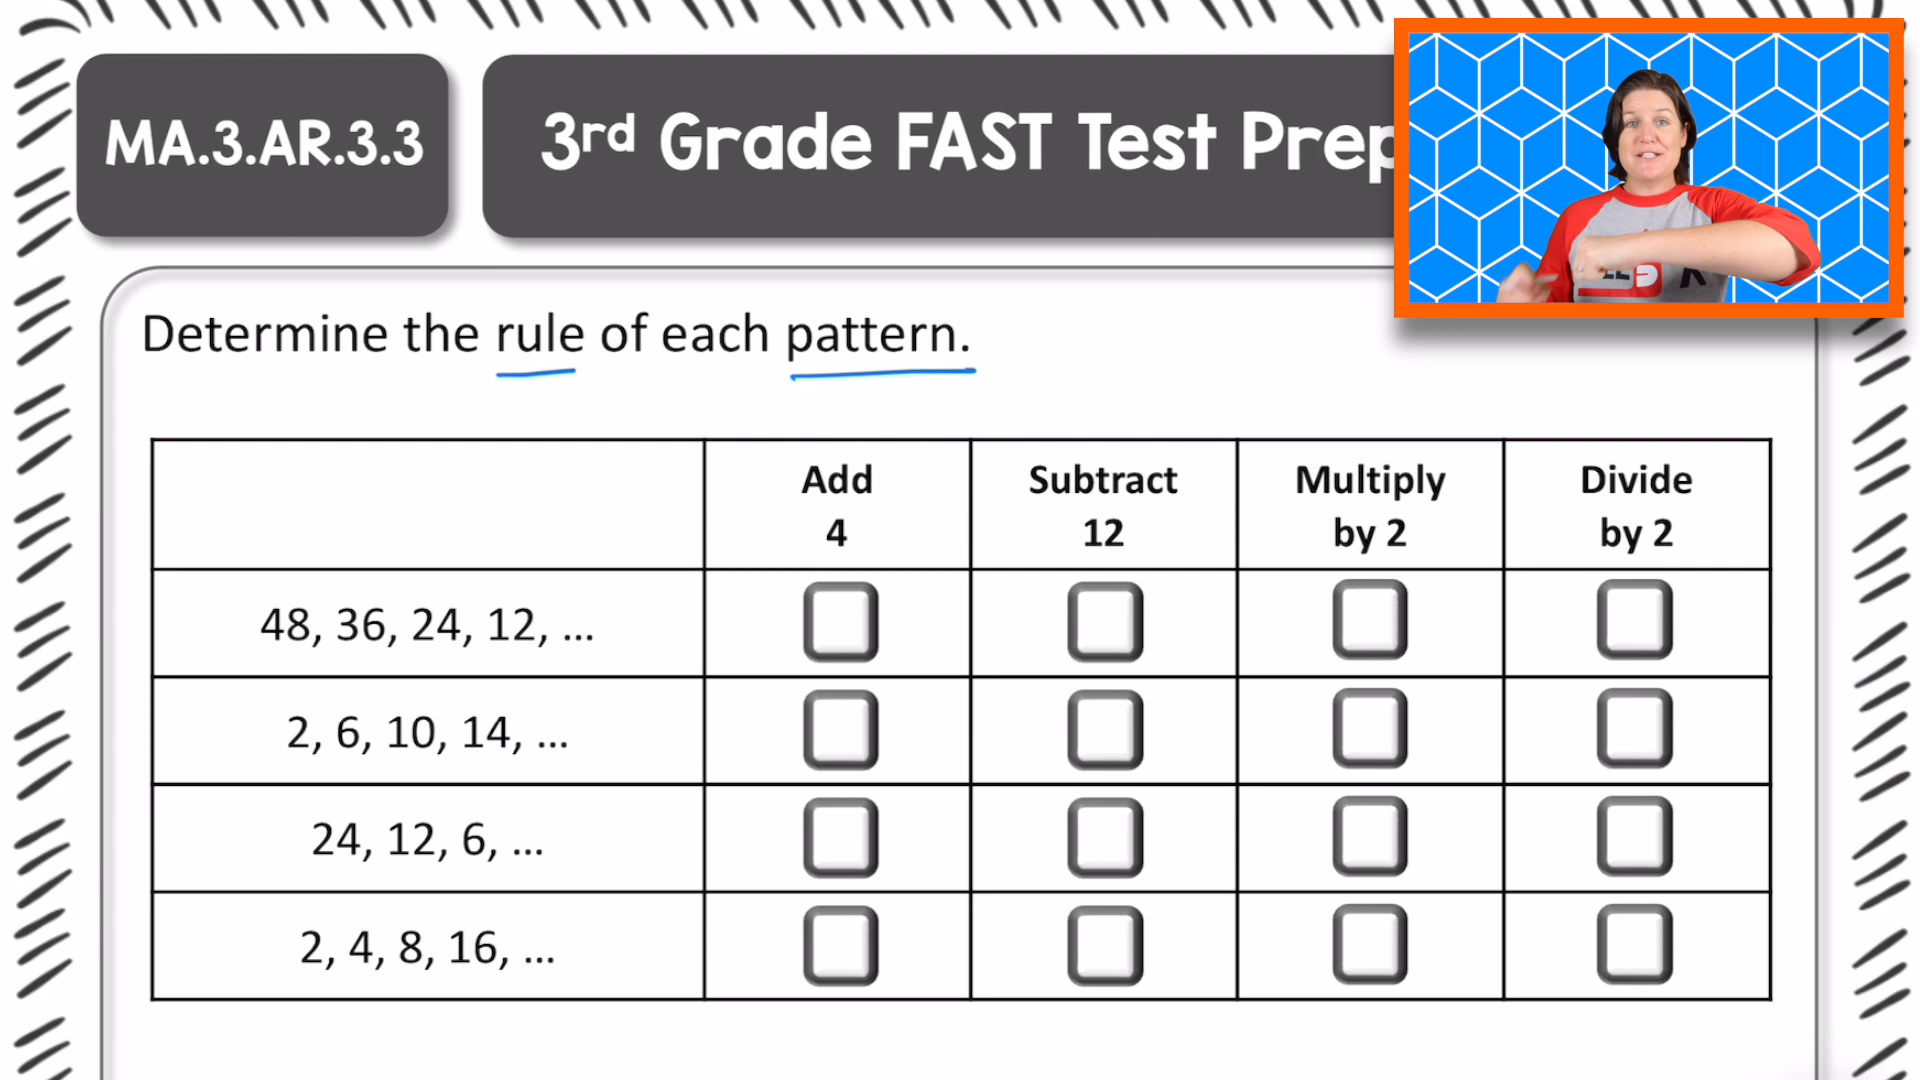 MA.3.AR.3.3
3rd Grade FAST Test Prep
Determine the rule of each pattern.
Add 4
Subtract 12
Multiply by 2
Divide by 2
48, 36, 24, 12, ...
2, 6, 10, 14, ...
24, 12, 6, ...
2, 4, 8, 16, ...